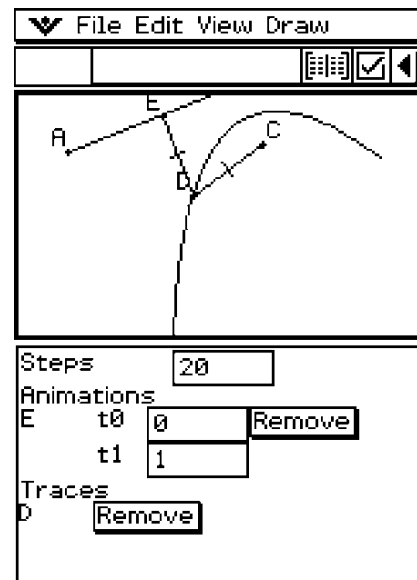 File Edit View Draw
E
A
C
D
Steps 20
Animations
E t0 0 Remove
t1 1
Traces
D Remove